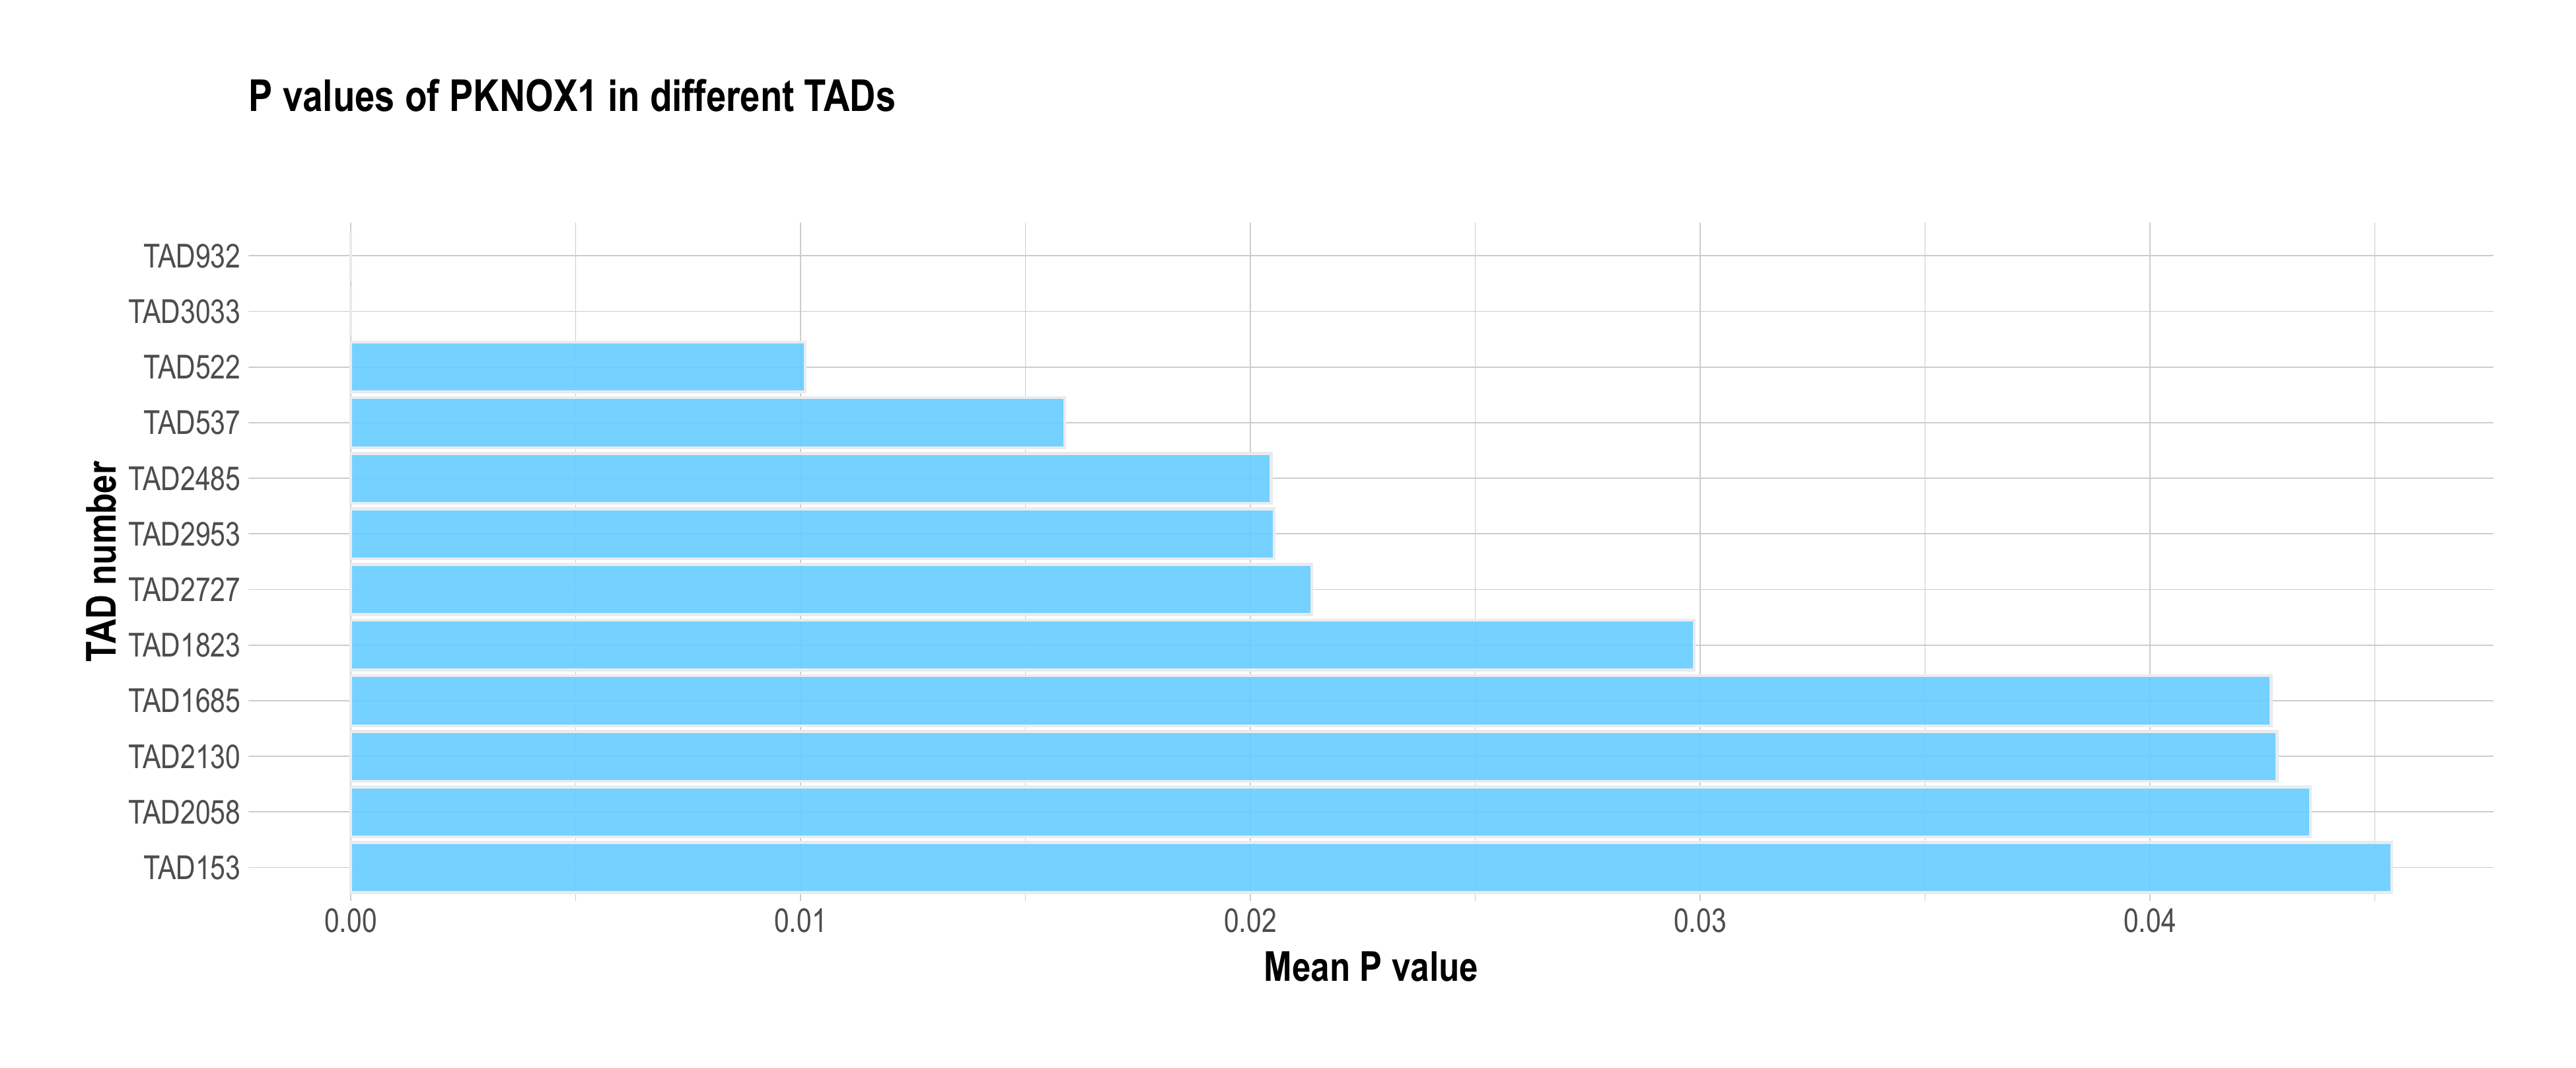 P values of PKNOX1 in different TADs
TAD number
TAD932
TAD3033
TAD522
TAD537
TAD2485
TAD2953
TAD2727
TAD1823
TAD1685
TAD2130
TAD2058
TAD153
0.00 0.01 0.02 0.03 0.04
Mean P value